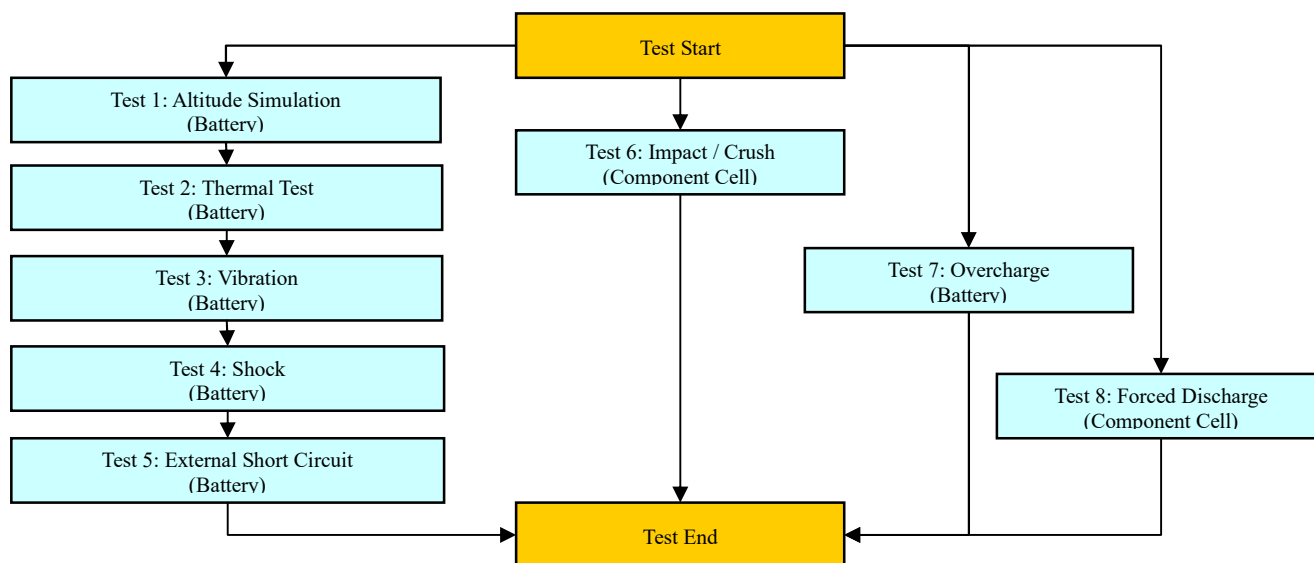 Test Start
Test 1: Altitude Simulation
(Battery)
Test 2: Thermal Test
(Battery)
Test 3: Vibration
(Battery)
Test 4: Shock
(Battery)
Test 5: External Short Circuit
(Battery)
Test 6: Impact / Crush
(Component Cell)
Test 7: Overcharge
(Battery)
Test 8: Forced Discharge
(Component Cell)
Test End